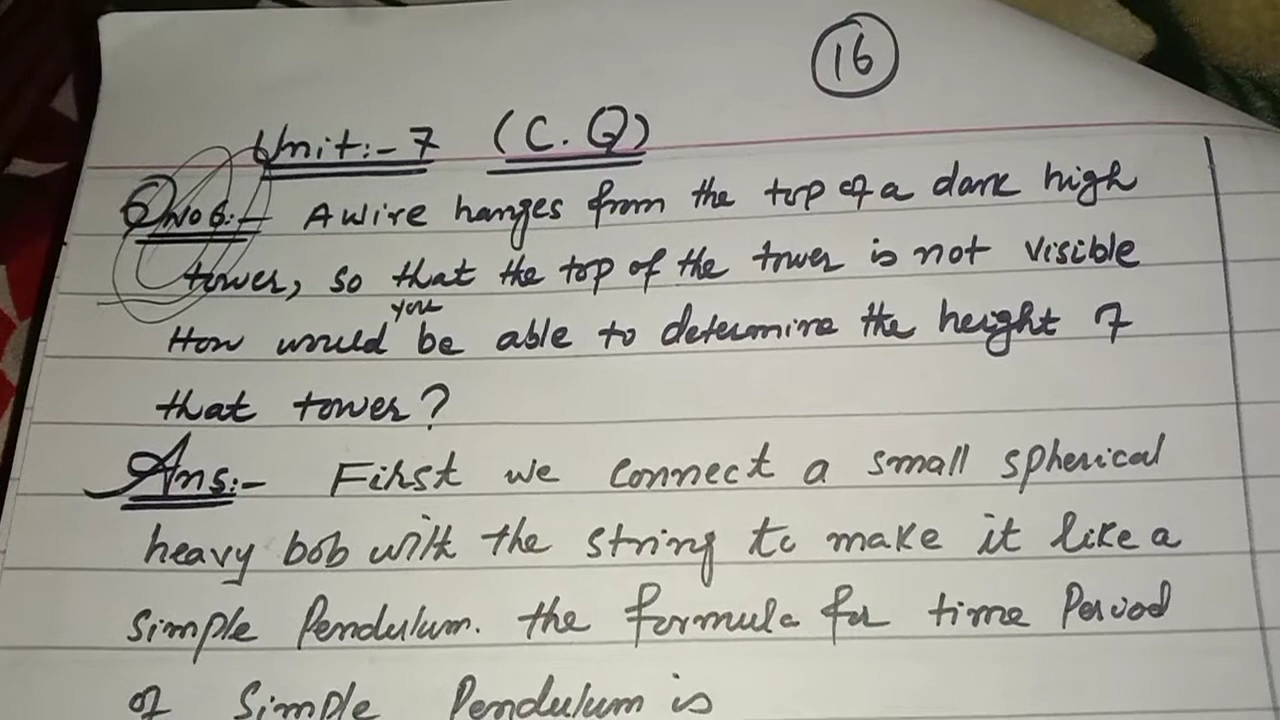 16
Unit:- 7 (C.Q)
Q No 6:- A wire hanges from the top of a dark high
tower, so that the top of the tower is not visible
you
How would be able to determine the height of
that tower?
Ans:- First we connect a small spherical
heavy bob with the string to make it like a
simple Pendulum. the formula for time Period
of Simple Pendulum is